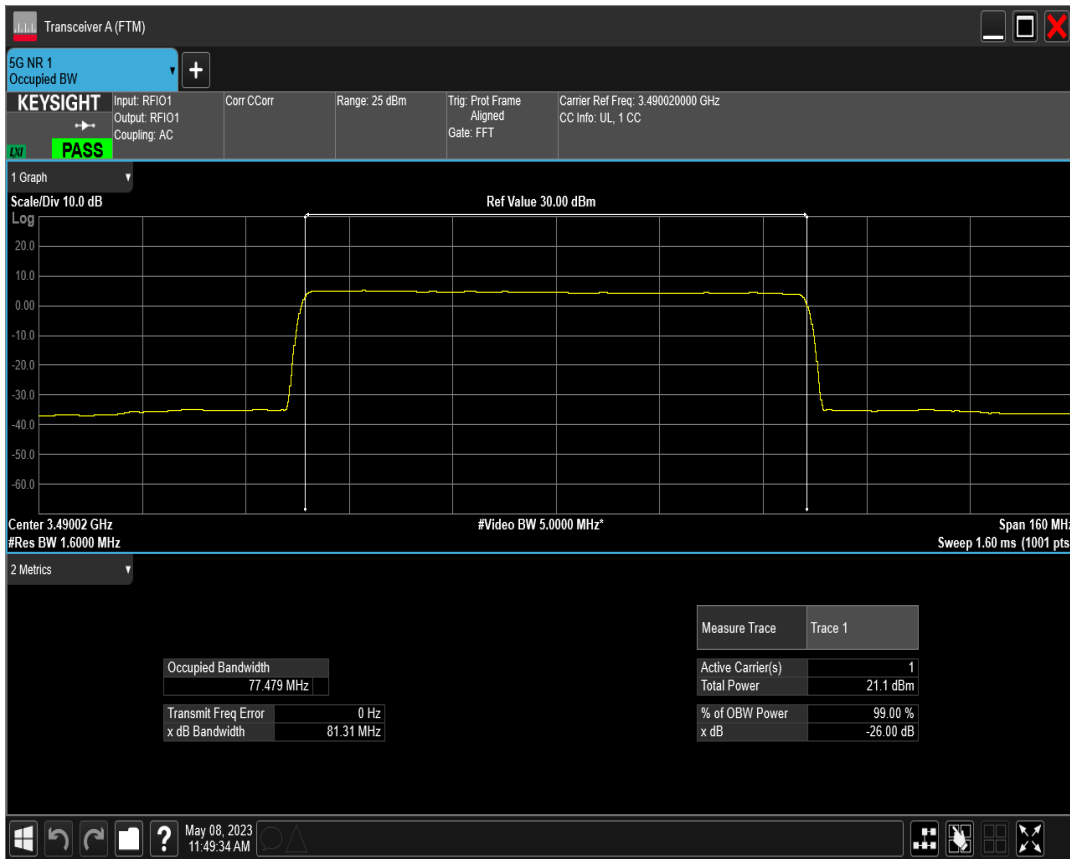 Transceiver A (FTM)
5G NR 1
Occupied BW
+
KEYSIGHT
LXI
PASS
Input: RFIO1
Output: RFIO1
Coupling: AC
Corr CCorr
Range: 25 dBm
Trig: Prot Frame
Aligned
Gate: FFT
Carrier Ref Freq: 3.490020000 GHz
CC Info: UL, 1 CC
1 Graph
Scale/Div 10.0 dB
Ref Value 30.00 dBm
Log
20.0
10.0
0.00
-10.0
-20.0
-30.0
-40.0
-50.0
-60.0
Center 3.49002 GHz
#Video BW 5.0000 MHz*
Span 160 MHz
#Res BW 1.6000 MHz
Sweep 1.60 ms (1001 pts
2 Metrics
Measure Trace Trace 1
Occupied Bandwidth
77.479 MHz
Active Carrier(s) 1
Total Power 21.1 dBm
Transmit Freq Error 0 Hz
x dB Bandwidth 81.31 MHz
% of OBW Power 99.00 %
x dB -26.00 dB
?
May 08, 2023
11:49:34 AM